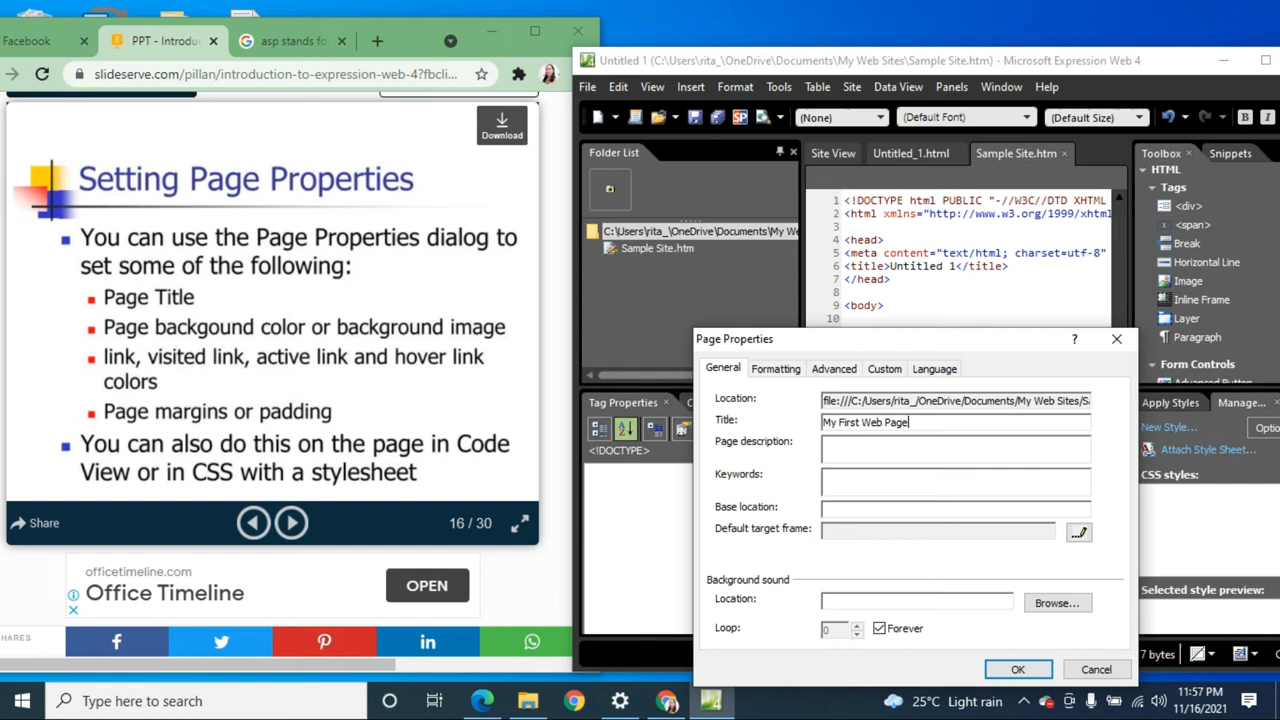 Facebook
PPT - Introdu
asp stands fo
slideserve.com/pillan/introduction-to-expression-web-4?fbcli...
Download
Setting Page Properties
You can use the Page Properties dialog to
set some of the following:
Page Title
Page backgound color or background image
link, visited link, active link and hover link
colors
Page margins or padding
You can also do this on the page in Code
View or in CSS with a stylesheet
Share
16 / 30
officetimeline.com
Office Timeline
OPEN
SHARES
Untitled 1 (C:\Users\rita_\OneDrive\Documents\My Web Sites\Sample Site.htm) - Microsoft Expression Web 4
File Edit View Insert Format Tools Table Site Data View Panels Window Help
(None) (Default Font) (Default Size) B I
Folder List
C:\Users\rita_\OneDrive\Documents\My We
Sample Site.htm
Site View Untitled_1.html Sample Site.htm
1 <!DOCTYPE html PUBLIC "-//W3C//DTD XHTML
2 <html xmlns="http://www.w3.org/1999/xhtml
3
4 <head>
5 <meta content="text/html; charset=utf-8"
6 <title>Untitled 1</title>
7 </head>
8
9 <body>
10
Toolbox Snippets
HTML
Tags
<div>
<span>
Break
Horizontal Line
Image
Inline Frame
Layer
Paragraph
Form Controls
Advanced Button
Tag Properties
<!DOCTYPE>
Apply Styles Manage...
New Style... Optio
Attach Style Sheet...
CSS styles:
Selected style preview:
7 bytes
Page Properties
General Formatting Advanced Custom Language
Location: file:///C:/Users/rita_/OneDrive/Documents/My Web Sites/Sa
Title: My First Web Page
Page description:
Keywords:
Base location:
Default target frame:
Background sound
Location: Browse...
Loop: 0 Forever
OK Cancel
Type here to search
25°C Light rain
11:57 PM
11/16/2021